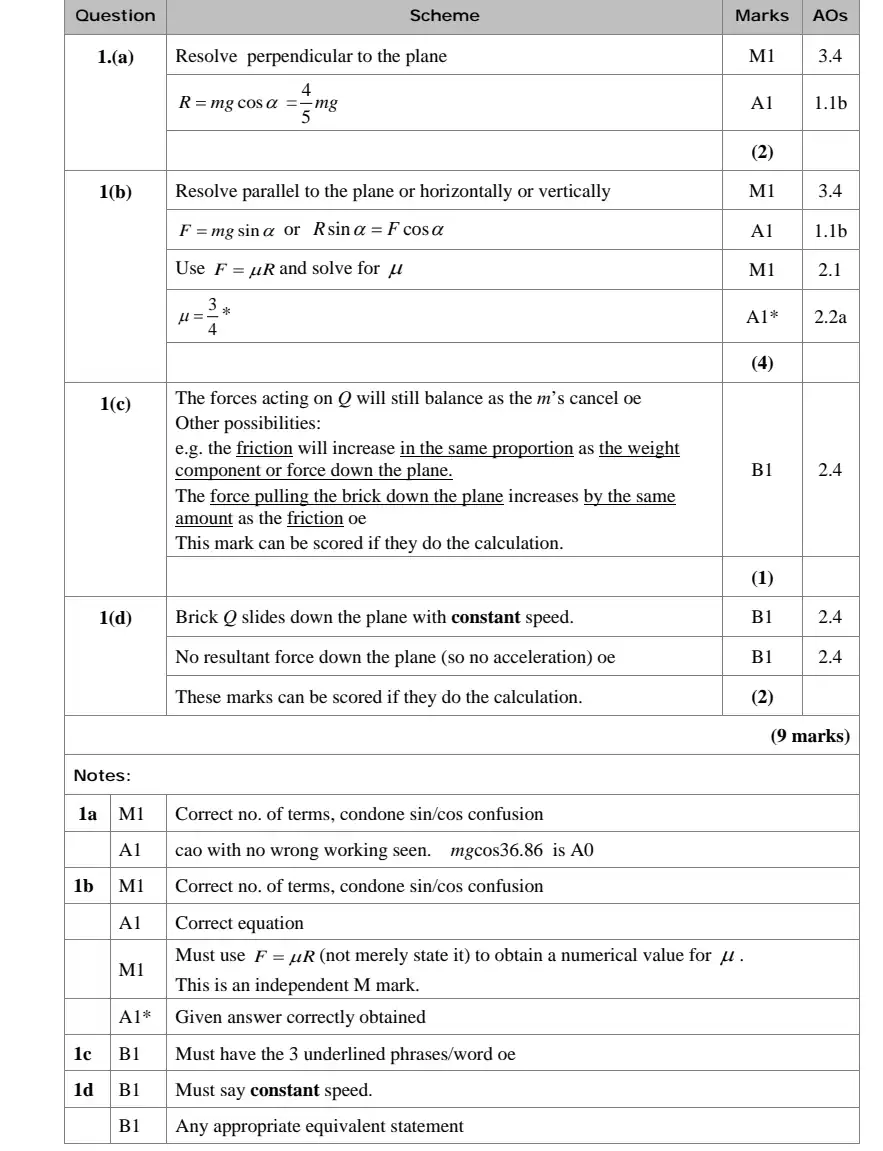 Question Scheme Marks AOs
1.(a) Resolve perpendicular to the plane M1 3.4
R = mg cos α = 4/5 mg A1 1.1b
(2)
1(b) Resolve parallel to the plane or horizontally or vertically M1 3.4
F = mg sin α or R sin α = F cos α A1 1.1b
Use F = μR and solve for μ M1 2.1
μ = 3/4 * A1* 2.2a
(4)
1(c) The forces acting on Q will still balance as the m’s cancel oe
Other possibilities:
e.g. the friction will increase in the same proportion as the weight
component or force down the plane. B1 2.4
The force pulling the brick down the plane increases by the same
amount as the friction oe
This mark can be scored if they do the calculation.
(1)
1(d) Brick Q slides down the plane with constant speed. B1 2.4
No resultant force down the plane (so no acceleration) oe B1 2.4
These marks can be scored if they do the calculation. (2)
(9 marks)
Notes:
1a M1 Correct no. of terms, condone sin/cos confusion
A1 cao with no wrong working seen. mgcos36.86 is A0
1b M1 Correct no. of terms, condone sin/cos confusion
A1 Correct equation
M1 Must use F = μR (not merely state it) to obtain a numerical value for μ .
This is an independent M mark.
A1* Given answer correctly obtained
1c B1 Must have the 3 underlined phrases/word oe
1d B1 Must say constant speed.
B1 Any appropriate equivalent statement